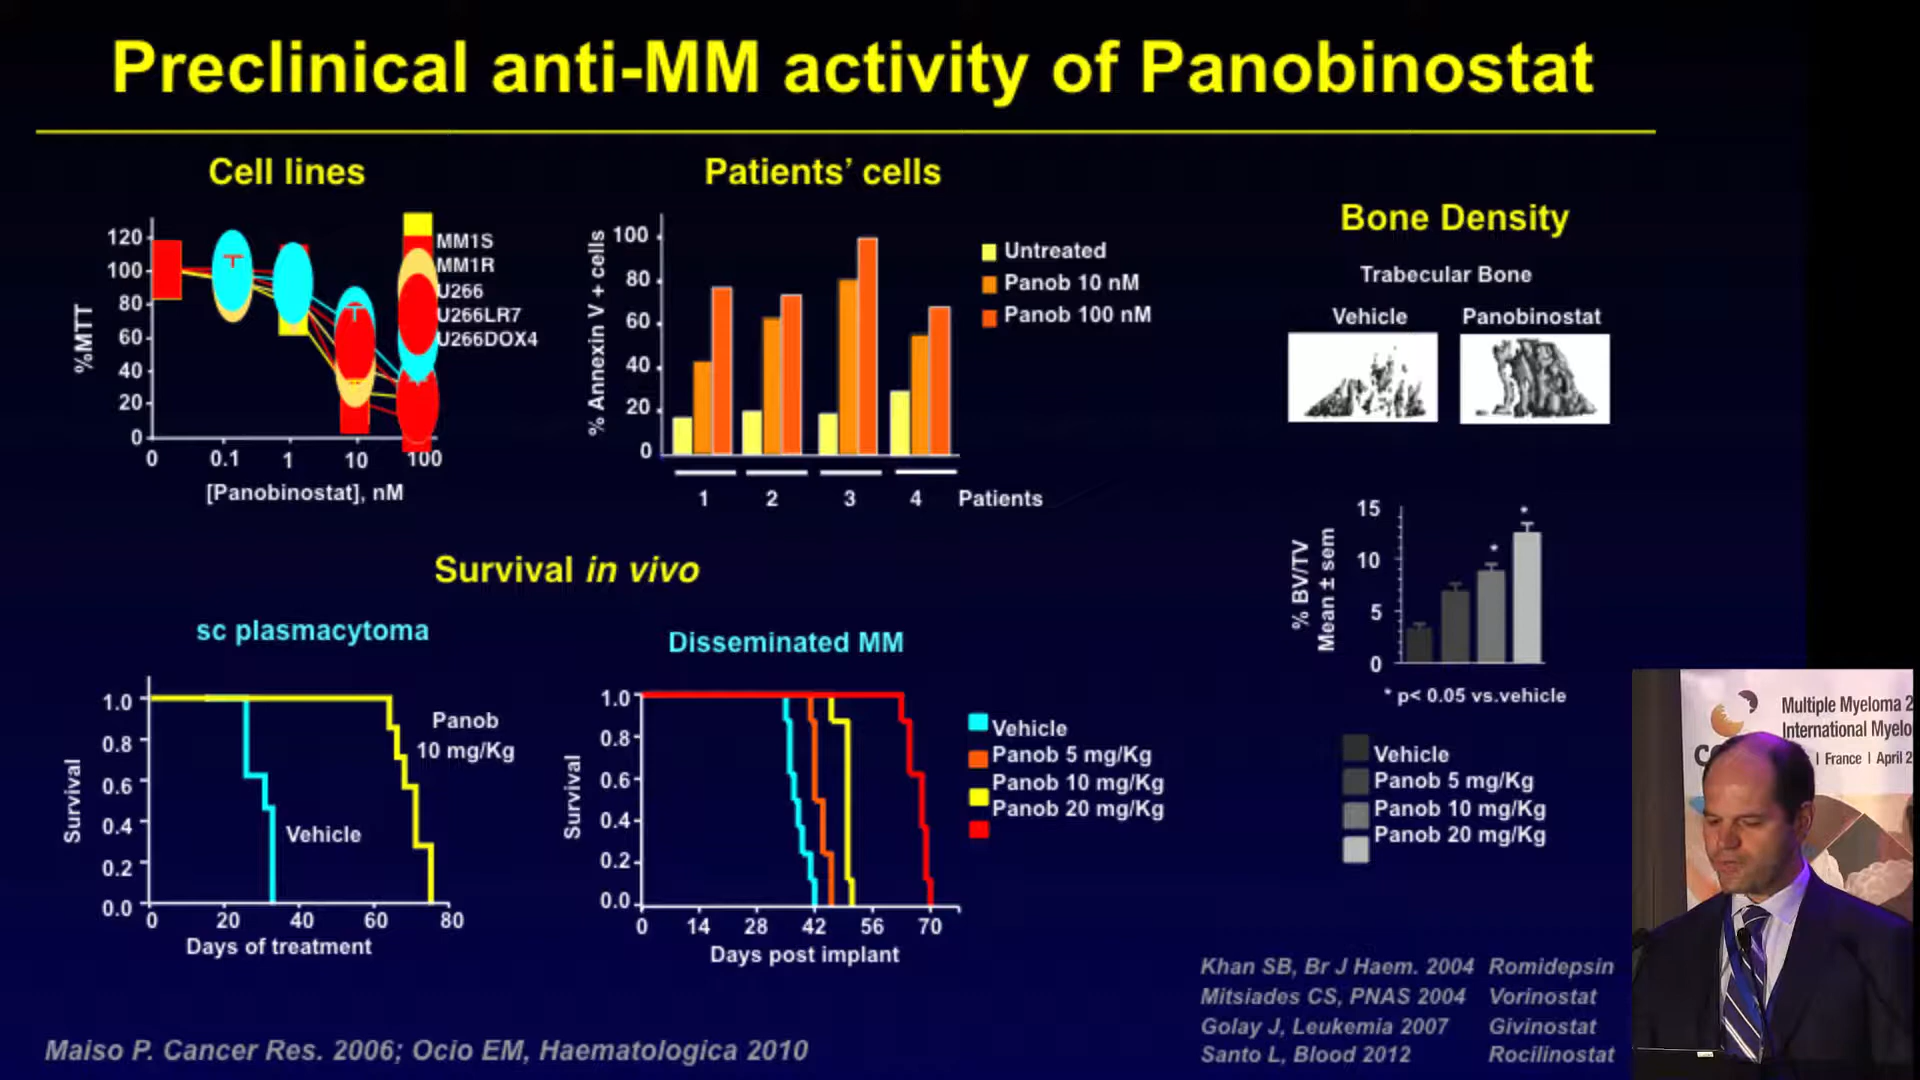 Preclinical anti-MM activity of Panobinostat
Cell lines
%MTT
120
100
80
60
40
20
0
0 0.1 1 10 100
[Panobinostat], nM
MM1S
MM1R
U266
U266LR7
U266DOX4
Patients' cells
% Annexin V + cells
100
80
60
40
20
0
1 2 3 4 Patients
Untreated
Panob 10 nM
Panob 100 nM
Bone Density
Trabecular Bone
Vehicle Panobinostat
% BV/TV
Mean ± sem
15
10
5
0
*
*
* p< 0.05 vs.vehicle
Vehicle
Panob 5 mg/Kg
Panob 10 mg/Kg
Panob 20 mg/Kg
Survival in vivo
sc plasmacytoma
Survival
1.0
0.8
0.6
0.4
0.2
0.0
0 20 40 60 80
Days of treatment
Panob
10 mg/Kg
Vehicle
Disseminated MM
Survival
1.0
0.8
0.6
0.4
0.2
0.0
0 14 28 42 56 70
Days post implant
Vehicle
Panob 5 mg/Kg
Panob 10 mg/Kg
Panob 20 mg/Kg
Khan SB, Br J Haem. 2004 Romidepsin
Mitsiades CS, PNAS 2004 Vorinostat
Golay J, Leukemia 2007 Givinostat
Santo L, Blood 2012 Rocilinostat
Maiso P. Cancer Res. 2006; Ocio EM, Haematologica 2010
Multiple Myeloma 2
International Myelo
| France | April 2